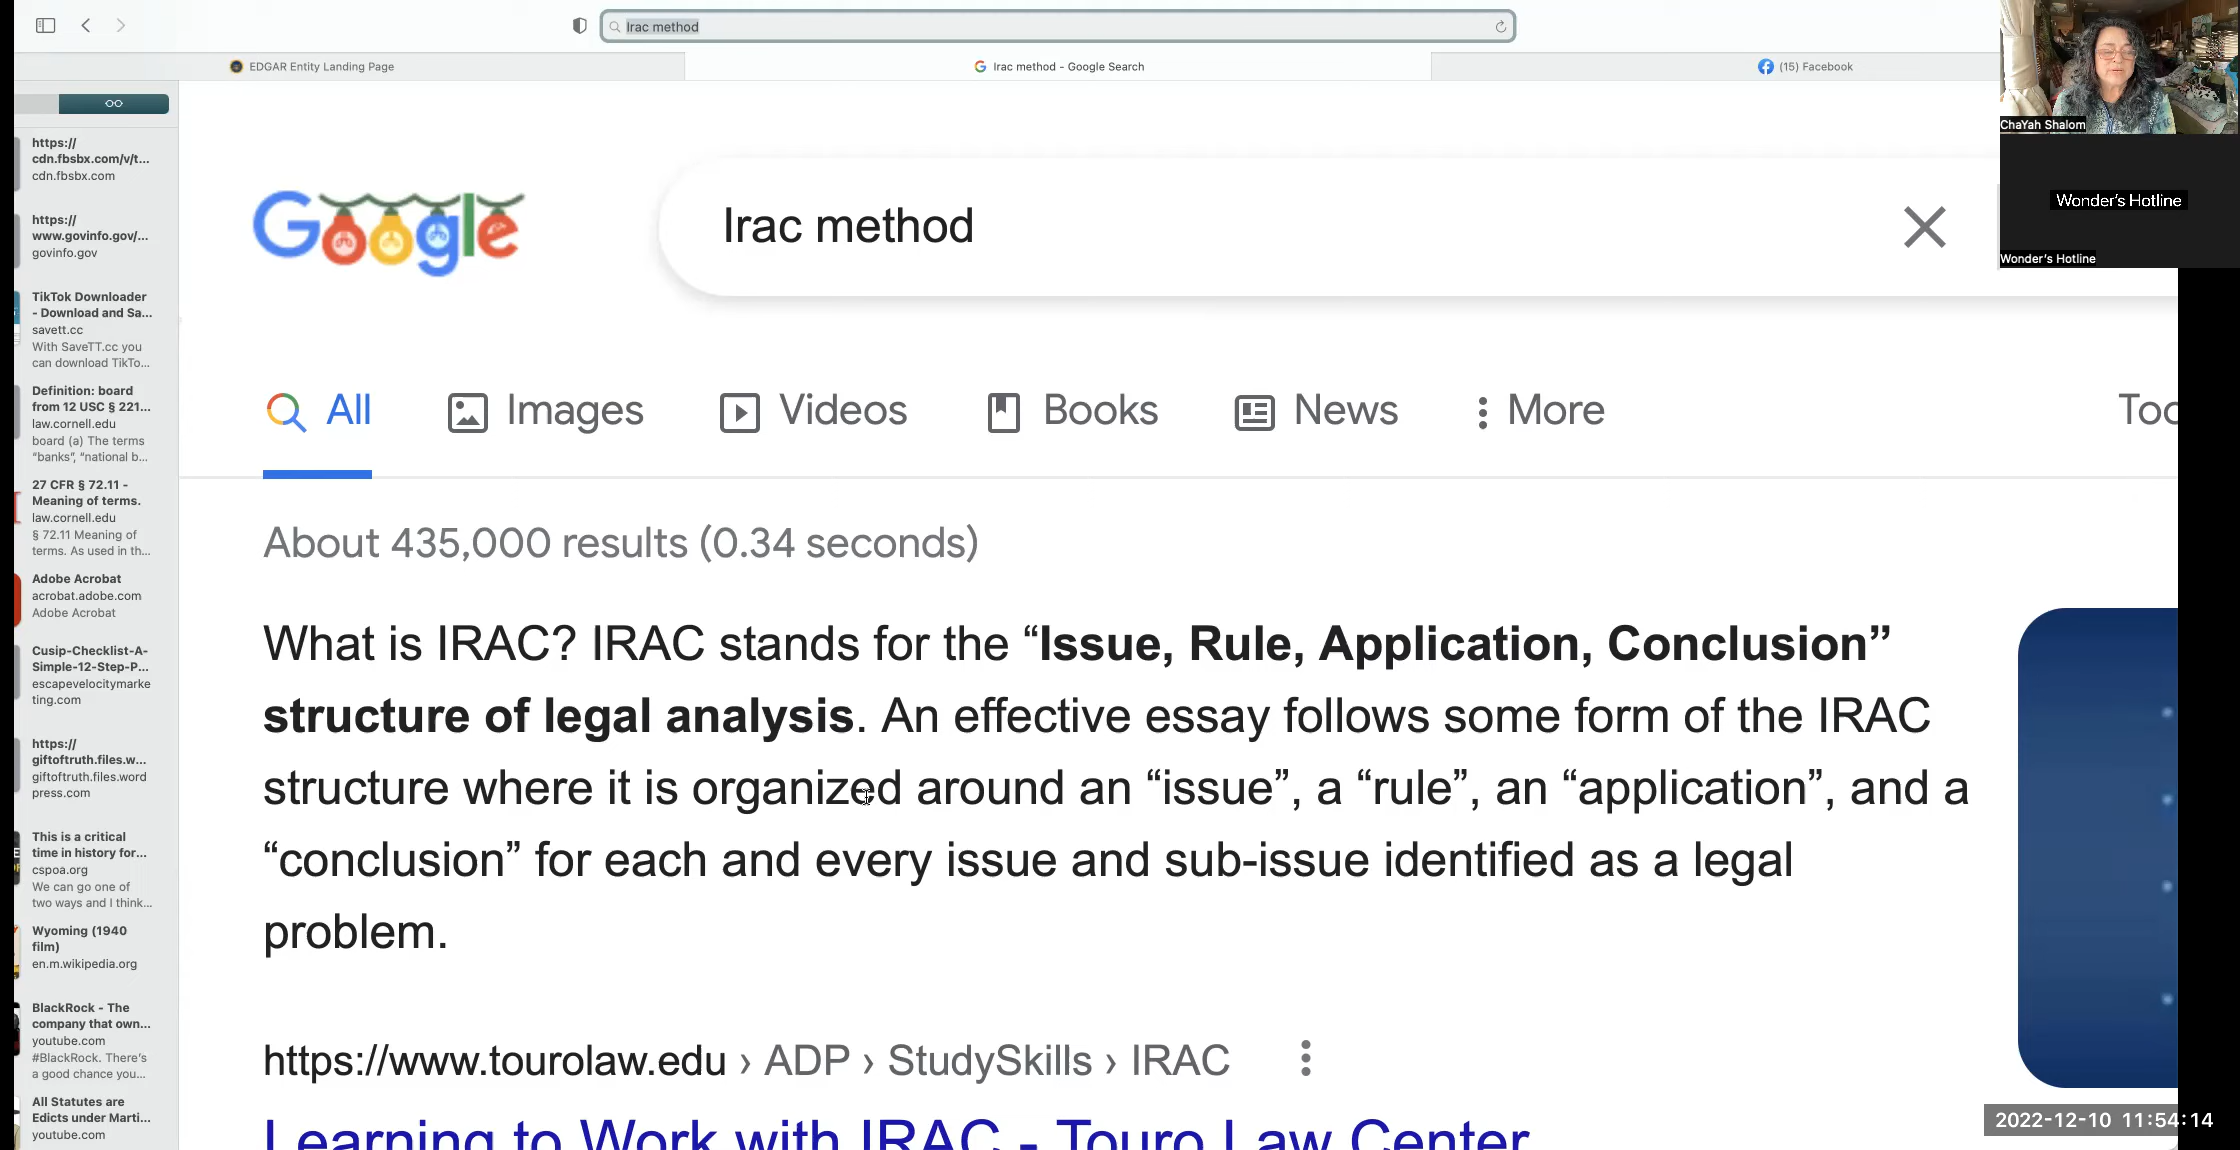 Irac method
EDGAR Entity Landing Page
Irac method - Google Search
(15) Facebook
ChaYah Shalom
Wonder's Hotline
Wonder's Hotline
https://
cdn.fbsbx.com/v/t...
cdn.fbsbx.com
https://
www.govinfo.gov/...
govinfo.gov
TikTok Downloader
- Download and Sa...
savett.cc
With SaveTT.cc you
can download TikTo...
Definition: board
from 12 USC § 221...
law.cornell.edu
board (a) The terms
“banks”, “national b...
27 CFR § 72.11 -
Meaning of terms.
law.cornell.edu
§ 72.11 Meaning of
terms. As used in th...
Adobe Acrobat
acrobat.adobe.com
Adobe Acrobat
Cusip-Checklist-A-
Simple-12-Step-P...
escapevelocitymarke
ting.com
https://
giftoftruth.files.w...
giftoftruth.files.word
press.com
This is a critical
time in history for...
cspoa.org
We can go one of
two ways and I think...
Wyoming (1940
film)
en.m.wikipedia.org
BlackRock - The
company that own...
youtube.com
#BlackRock. There's
a good chance you...
All Statutes are
Edicts under Marti...
youtube.com
Google
Irac method
All Images Videos Books News More Too
About 435,000 results (0.34 seconds)
What is IRAC? IRAC stands for the “Issue, Rule, Application, Conclusion”
structure of legal analysis. An effective essay follows some form of the IRAC
structure where it is organized around an “issue”, a “rule”, an “application”, and a
“conclusion” for each and every issue and sub-issue identified as a legal
problem.
https://www.tourolaw.edu › ADP › StudySkills › IRAC
Learning to Work with IRAC - Touro Law Center
2022-12-10 11:54:14